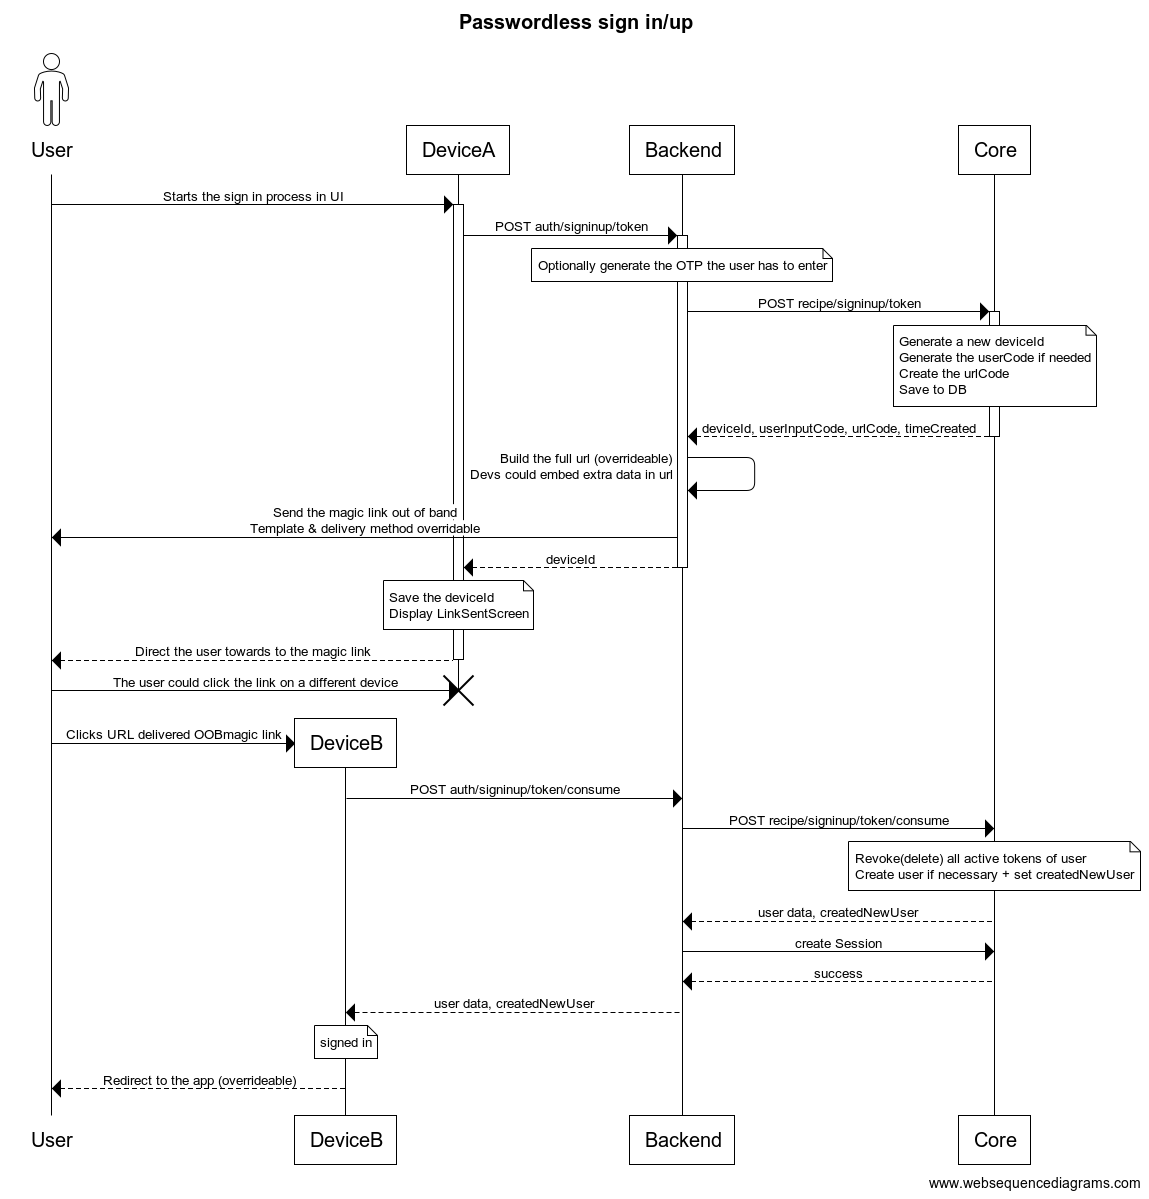 Passwordless sign in/up
User
DeviceA
Backend
Core
Starts the sign in process in UI
POST auth/signinup/token
Optionally generate the OTP the user has to enter
POST recipe/signinup/token
Generate a new deviceId
Generate the userCode if needed
Create the urlCode
Save to DB
deviceId, userInputCode, urlCode, timeCreated
Build the full url (overrideable)
Devs could embed extra data in url
Send the magic link out of band
Template & delivery method overridable
deviceId
Save the deviceId
Display LinkSentScreen
Direct the user towards to the magic link
The user could click the link on a different device
Clicks URL delivered OOBmagic link
DeviceB
POST auth/signinup/token/consume
POST recipe/signinup/token/consume
Revoke(delete) all active tokens of user
Create user if necessary + set createdNewUser
user data, createdNewUser
create Session
success
user data, createdNewUser
signed in
Redirect to the app (overrideable)
User
DeviceB
Backend
Core
www.websequencediagrams.com